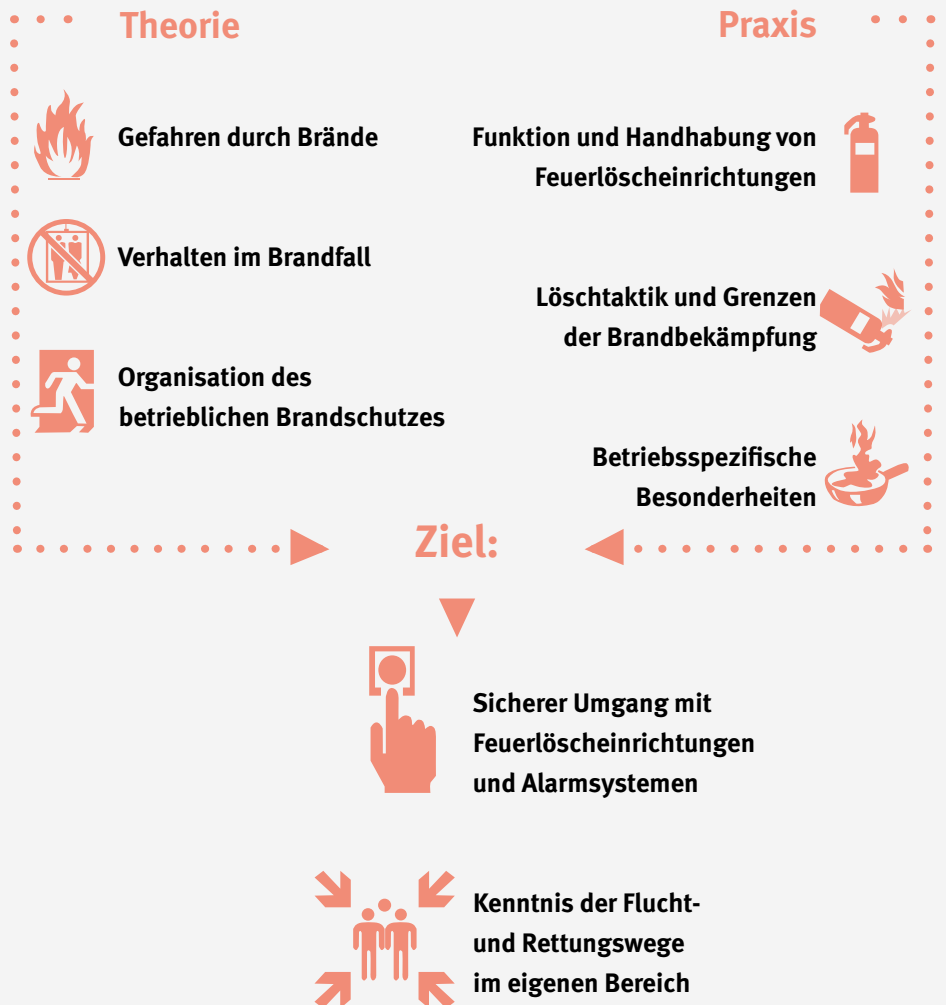 Theorie
Gefahren durch Brände
Verhalten im Brandfall
Organisation des
betrieblichen Brandschutzes
Praxis
Funktion und Handhabung von
Feuerlöscheinrichtungen
Löschtaktik und Grenzen
der Brandbekämpfung
Betriebsspezifische
Besonderheiten
Ziel:
Sicherer Umgang mit
Feuerlöscheinrichtungen
und Alarmsystemen
Kenntnis der Flucht-
und Rettungswege
im eigenen Bereich